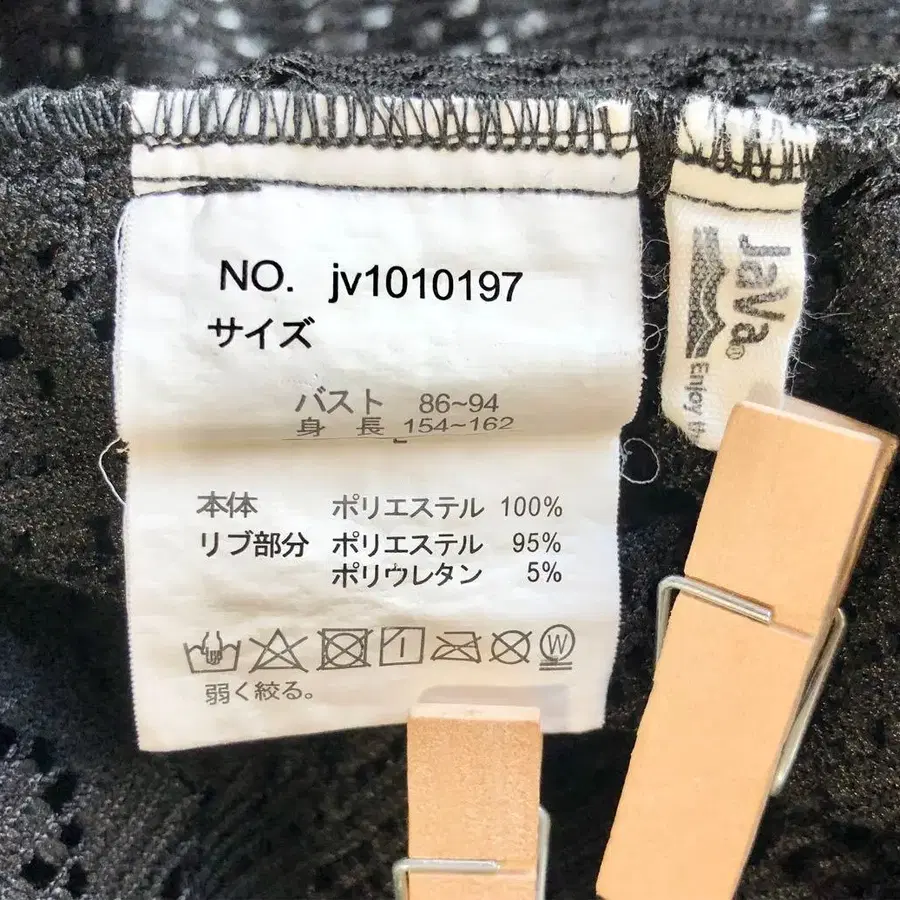 NO. jv1010197
サイズ
バスト 86~94
身 長 154~162
本体 ポリエステル 100%
リブ部分 ポリエステル 95%
ポリウレタン 5%
W
弱く絞る。
JaVa®
Enjoy th